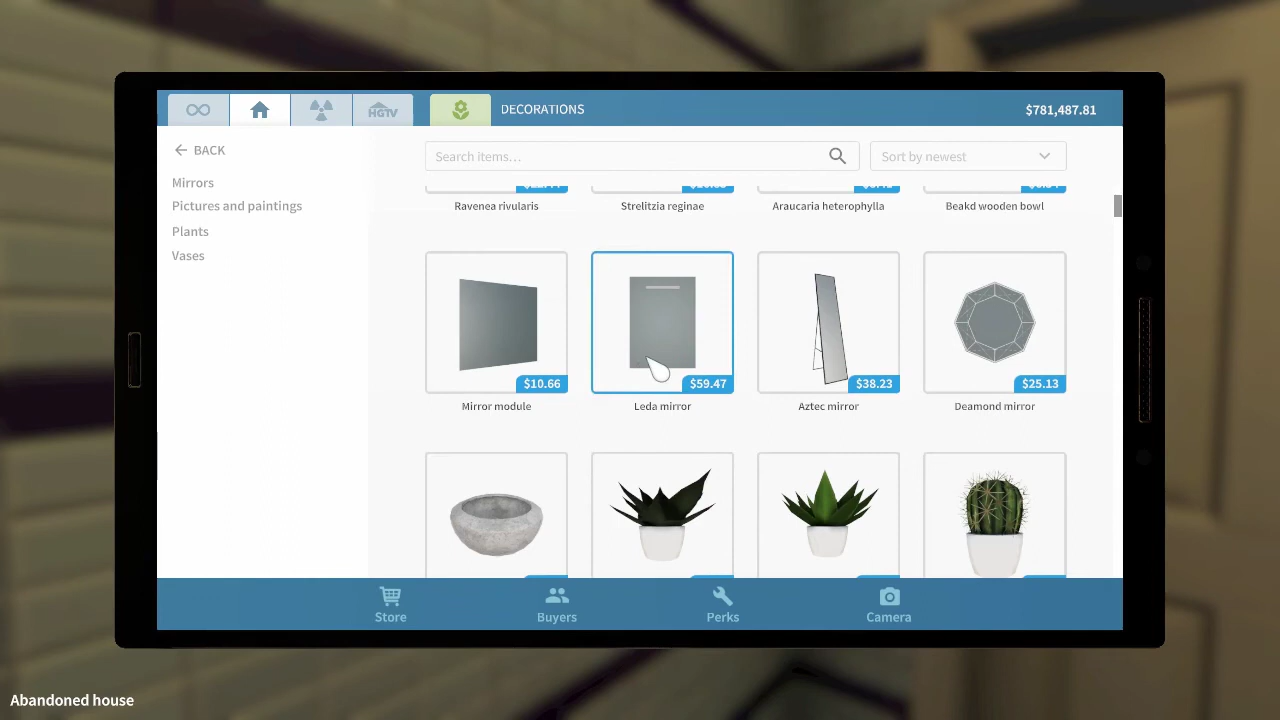 HGTV
DECORATIONS
$781,487.81
BACK
Search items...
Sort by newest
Mirrors
Pictures and paintings
Plants
Vases
Ravenea rivularis
Strelitzia reginae
Araucaria heterophylla
Beakd wooden bowl
$10.66
$59.47
$38.23
$25.13
Mirror module
Leda mirror
Aztec mirror
Deamond mirror
Store
Buyers
Perks
Camera
Abandoned house